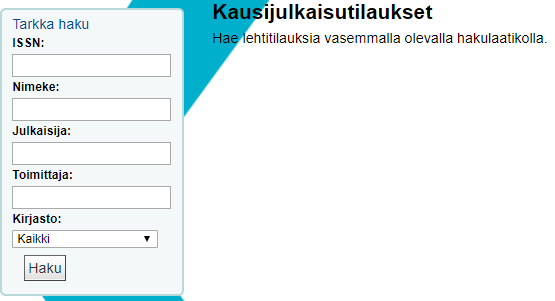 Tarkka haku
ISSN:
Nimeke:
Julkaisija:
Toimittaja:
Kirjasto:
Kaikki
Haku
Kausijulkaisutilaukset
Hae lehtitilauksia vasemmalla olevalla hakulaatikolla.